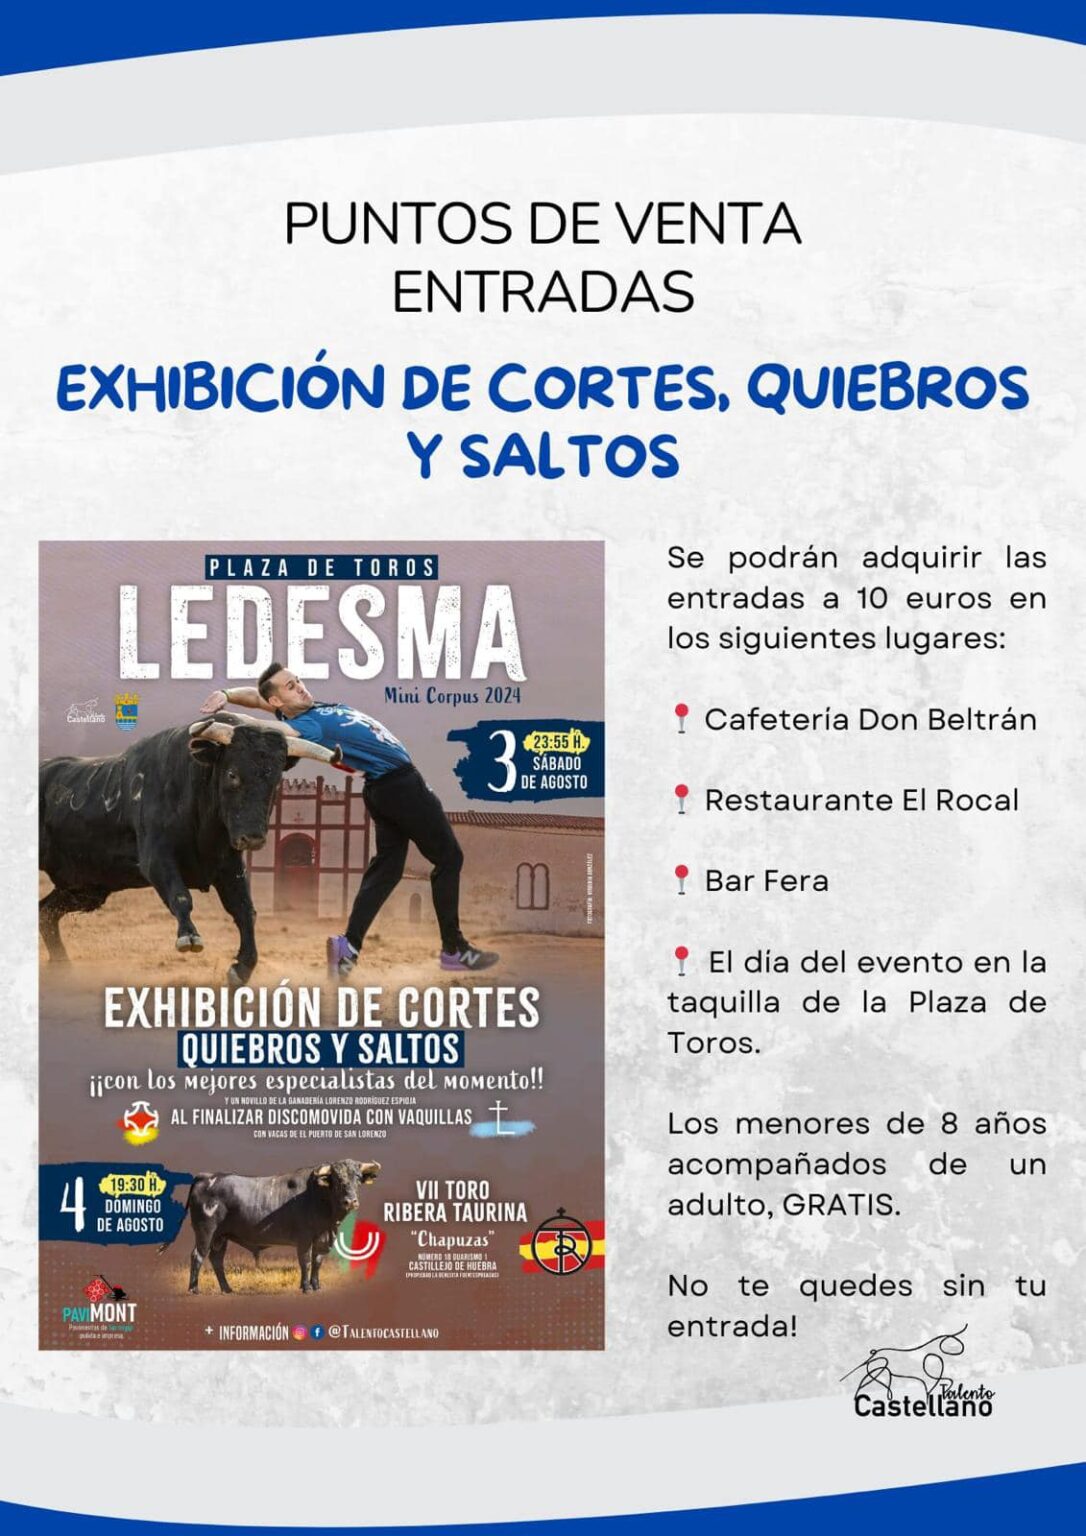 PUNTOS DE VENTA
ENTRADAS
EXHIBICIÓN DE CORTES, QUIEBROS
Y SALTOS
PLAZA DE TOROS
LEDESMA
Mini Corpus 2024
Castellano
3
23:55 H.
SÁBADO
DE AGOSTO
EXHIBICIÓN DE CORTES
QUIEBROS Y SALTOS
¡¡con los mejores especialistas del momento!!
Y UN NOVILLO DE LA GANADERÍA LORENZO RODRÍGUEZ ESPIOJA
AL FINALIZAR DISCOMOVIDA CON VAQUILLAS
CON VACAS DE EL PUERTO DE SAN LORENZO
4
19:30 H.
DOMINGO
DE AGOSTO
VII TORO
RIBERA TAURINA
"Chapuzas"
NÚMERO 18 GUARISMO 1
CASTILLEJO DE HUEBRA
PAVIMONT
+ INFORMACIÓN @TALENTOCASTELLANO
Se podrán adquirir las
entradas a 10 euros en
los siguientes lugares:
📍 Cafetería Don Beltrán
📍 Restaurante El Rocal
📍 Bar Fera
📍 El día del evento en la
taquilla de la Plaza de
Toros.
Los menores de 8 años
acompañados de un
adulto, GRATIS.
No te quedes sin tu
entrada!
Talento
Castellano